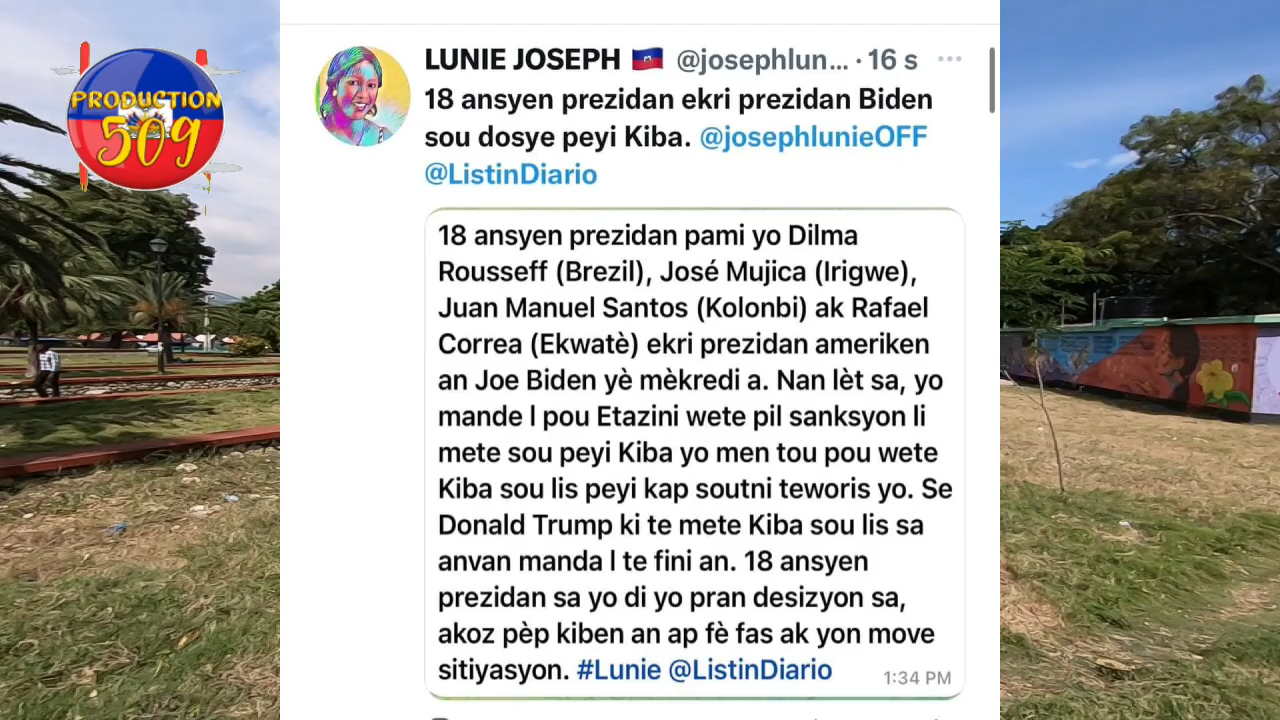 PRODUCTION
509
LUNIE JOSEPH 🇭🇹 @josephlun... · 16 s
18 ansyen prezidan ekri prezidan Biden
sou dosye peyi Kiba. @josephlunieOFF
@ListinDiario
18 ansyen prezidan pami yo Dilma
Rousseff (Brezil), José Mujica (Irigwe),
Juan Manuel Santos (Kolonbi) ak Rafael
Correa (Ekwatè) ekri prezidan ameriken
an Joe Biden yè mèkredi a. Nan lèt sa, yo
mande l pou Etazini wete pil sanksyon li
mete sou peyi Kiba yo men tou pou wete
Kiba sou lis peyi kap soutni teworis yo. Se
Donald Trump ki te mete Kiba sou lis sa
anvan manda l te fini an. 18 ansyen
prezidan sa yo di yo pran desizyon sa,
akoz pèp kiben an ap fè fas ak yon move
sitiyasyon. #Lunie @ListinDiario
1:34 PM